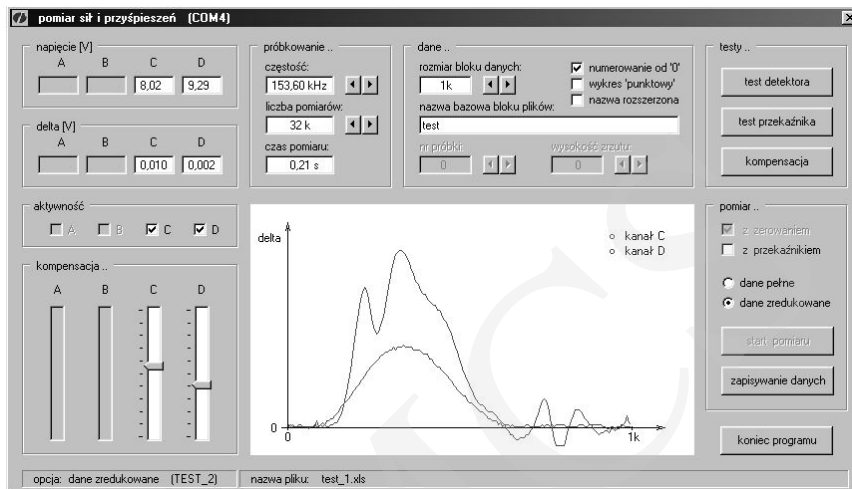 pomiar sił i przyśpieszeń (COM4)
napięcie [V]
A B C D
8,02 9,29
delta [V]
A B C D
0,010 0,002
aktywność
A B C D
kompensacja ..
A B C D
próbkowanie ..
częstość:
153,60 kHz
liczba pomiarów:
32 k
czas pomiaru:
0,21 s
dane ..
rozmiar bloku danych:
1k
numerowanie od '0'
wykres 'punktowy'
nazwa rozszerzona
nazwa bazowa bloku plików:
test
nr próbki:
0
wysokość zrzutu:
0
testy ..
test detektora
test przekaźnika
kompensacja
delta
kanał C
kanał D
0
0 1k
pomiar ..
z zerowaniem
z przekaźnikiem
dane pełne
dane zredukowane
start pomiaru
zapisywanie danych
koniec programu
opcja: dane zredukowane (TEST_2)
nazwa pliku: test_1.xls